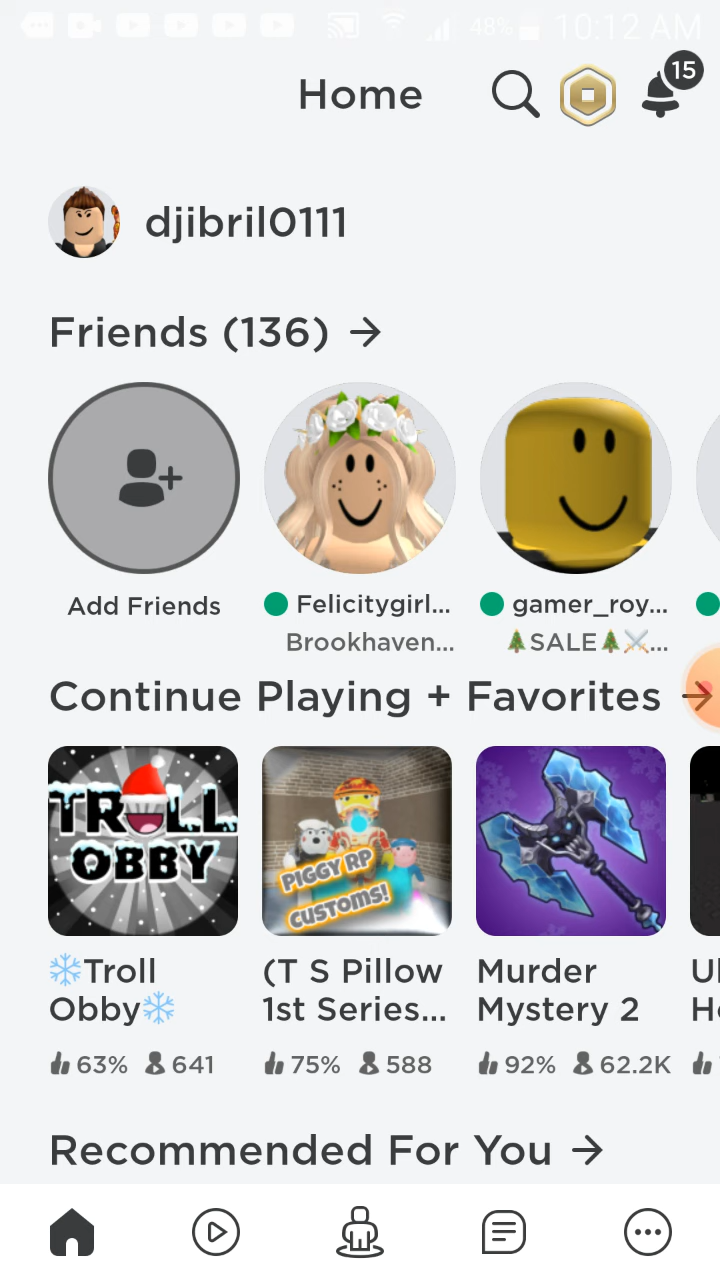 48% 10:12 AM
Home
15
djibril0111
Friends (136) →
Add Friends
Felicitygirl...
gamer_roy...
Brookhaven...
🎄SALE🎄⚔️...
Continue Playing + Favorites →
TROLL
OBBY
PIGGY RP
CUSTOMS!
❄️Troll
Obby❄️
(T S Pillow
1st Series...
Murder
Mystery 2
63% 641
75% 588
92% 62.2K
Recommended For You →